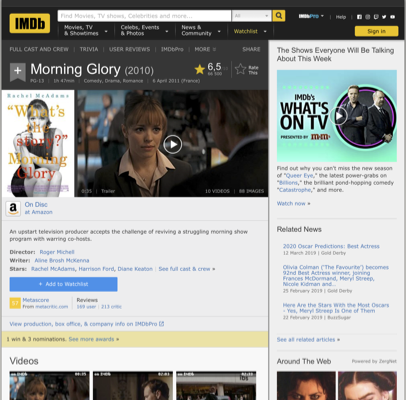 IMDb
Find Movies, TV shows, Celebrities and more...
All
IMDbPro
Help
Movies, TV & Showtimes
Celebs, Events & Photos
News & Community
Watchlist
Sign in
FULL CAST AND CREW | TRIVIA | USER REVIEWS | IMDbPro | MORE
SHARE
Morning Glory (2010)
PG-13 | 1h 47min | Comedy, Drama, Romance | 6 April 2011 (France)
6,5
Rate This
Rachel McAdams
"What's the story?"
Morning Glory
0:35 | Trailer
10 VIDEOS | 88 IMAGES
On Disc
at Amazon
An upstart television producer accepts the challenge of reviving a struggling morning show
program with warring co-hosts.
Director: Roger Michell
Writer: Aline Brosh McKenna
Stars: Rachel McAdams, Harrison Ford, Diane Keaton | See full cast & crew »
+ Add to Watchlist
Metascore
From metacritic.com
Reviews
169 user | 213 critic
View production, box office, & company info on IMDbPro
1 win & 3 nominations. See more awards »
Videos
The Shows Everyone Will Be Talking
About This Week
IMDb's
WHAT'S
ON TV
PRESENTED BY
Find out why you can't miss the new season
of "Queer Eye," the latest power-grabs on
"Billions," the brilliant pond-hopping comedy
"Catastrophe," and more.
Watch now »
Related News
2020 Oscar Predictions: Best Actress
12 March 2019 | Gold Derby
Olivia Colman ('The Favourite') becomes
92nd Best Actress winner, joining
Frances McDormand, Meryl Streep,
Nicole Kidman and...
25 February 2019 | Gold Derby
Here Are the Stars With the Most Oscars
- Yes, Meryl Streep Is One of Them
22 February 2019 | BuzzSugar
See all related articles »
Around The Web
Powered by ZergNet